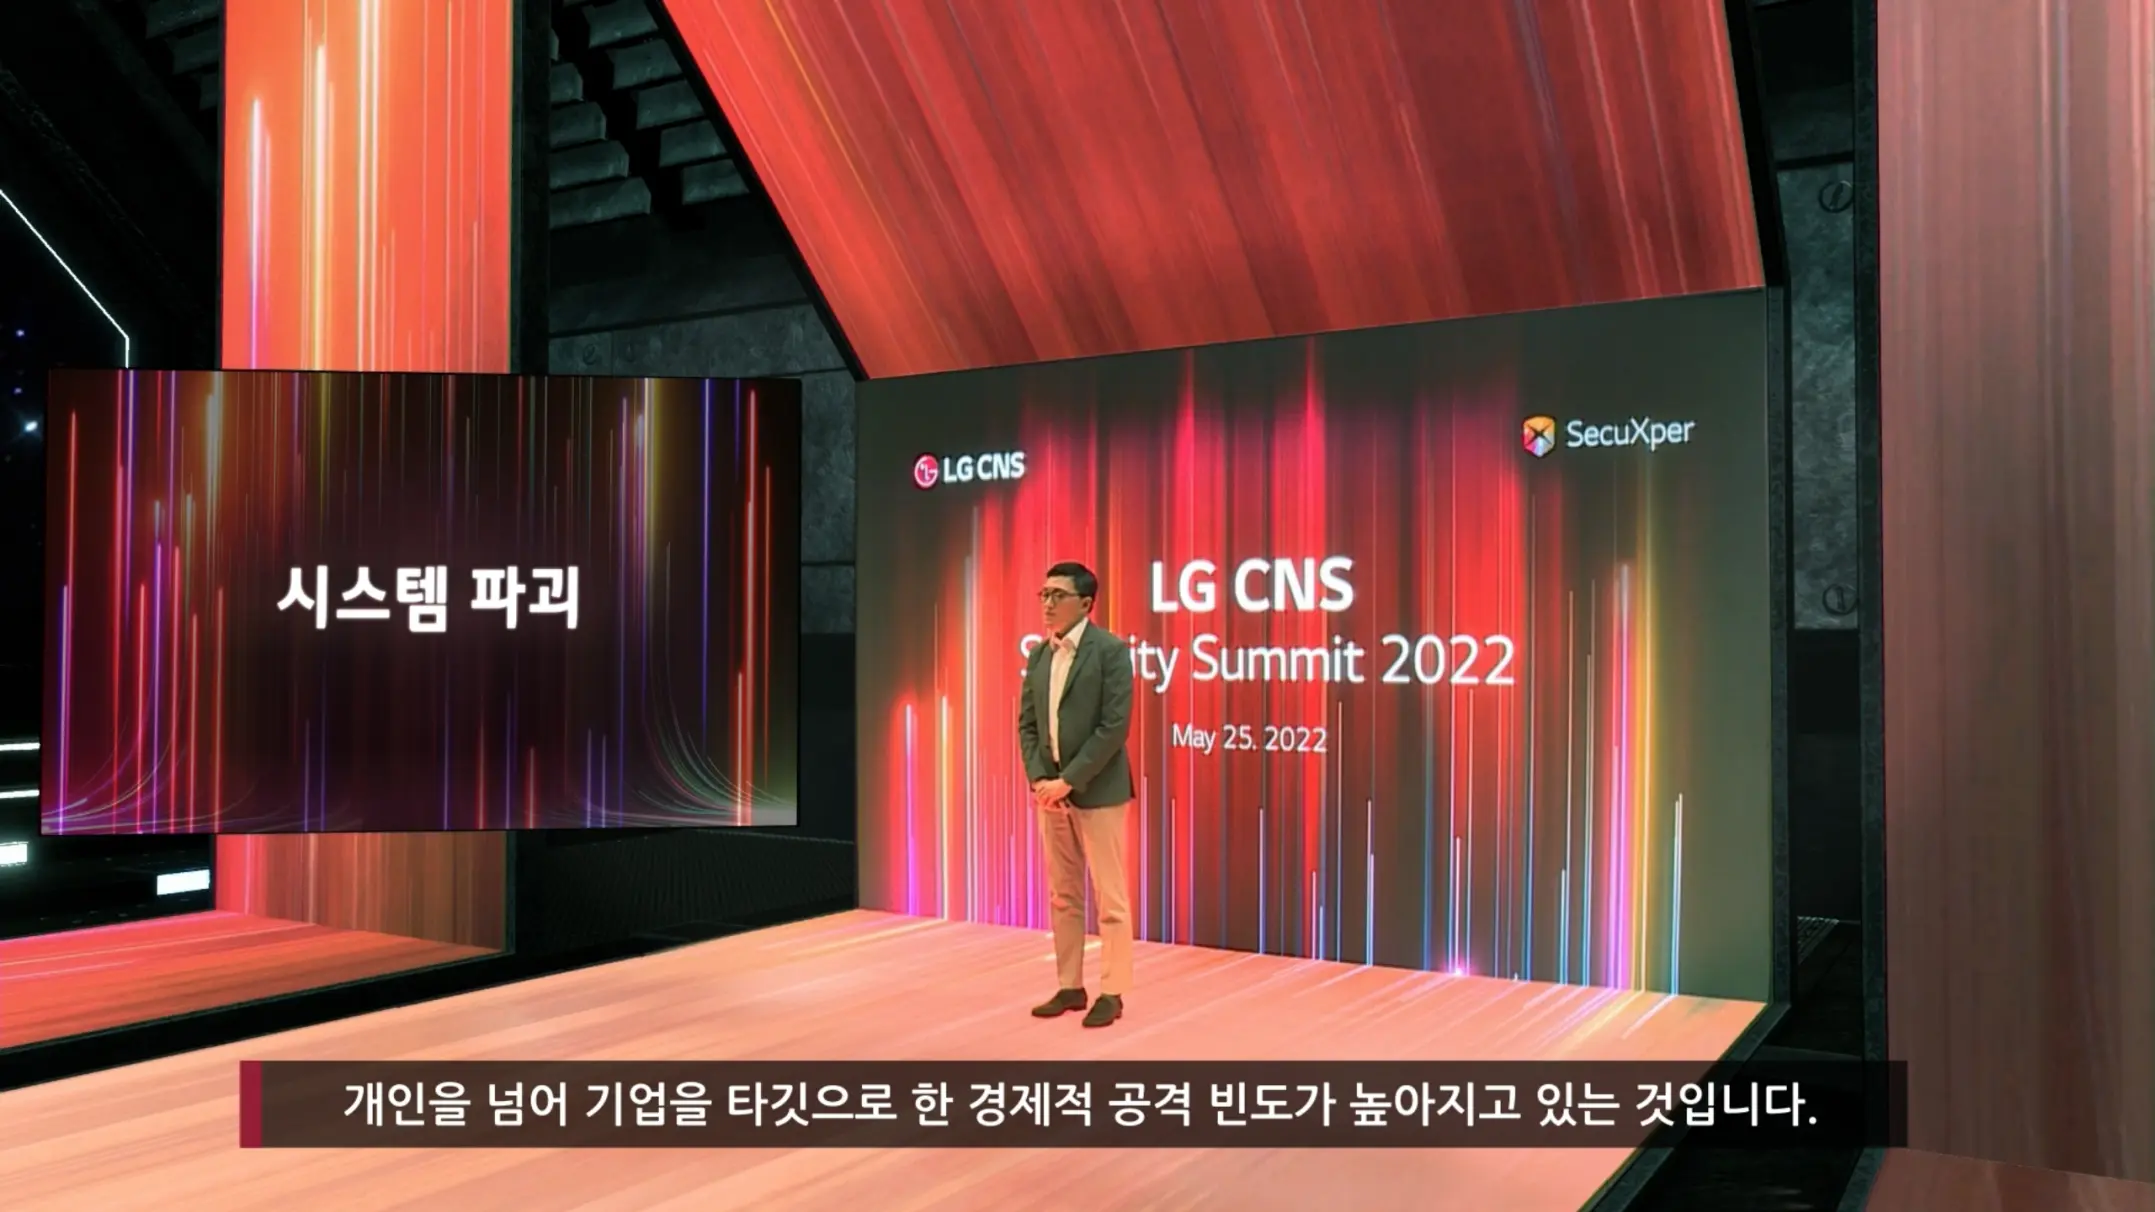 시스템 파괴
LG CNS
SecuXper
LG CNS
Summit 2022
May 25. 2022
개인을 넘어 기업을 타깃으로 한 경제적 공격 빈도가 높아지고 있는 것입니다.